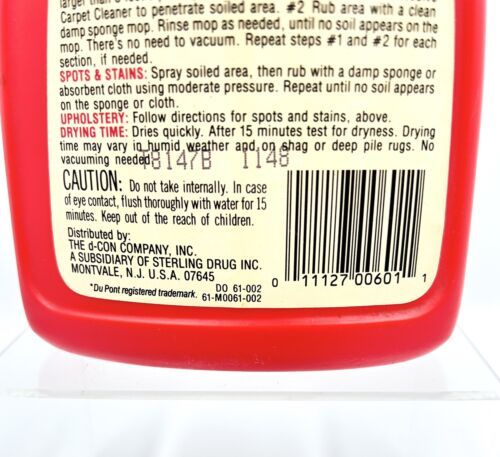 Carpet Cleaner to penetrate soiled area. #2 Rub area with a clean
damp sponge mop. Rinse mop as needed, until no soil appears on the
mop. There's no need to vacuum. Repeat steps #1 and #2 for each
section, if needed.
SPOTS & STAINS: Spray soiled area, then rub with a damp sponge or
absorbent cloth using moderate pressure. Repeat until no soil appears
on the sponge or cloth.
UPHOLSTERY: Follow directions for spots and stains, above.
DRYING TIME: Dries quickly. After 15 minutes test for dryness. Drying
time may vary in humid weather and on shag or deep pile rugs. No
vacuuming needed.
T8147B 1148
CAUTION: Do not take internally. In case
of eye contact, flush thoroughly with water for 15
minutes. Keep out of the reach of children.
Distributed by:
THE d-CON COMPANY, INC.
A SUBSIDIARY OF STERLING DRUG INC.
MONTVALE, N.J. U.S.A. 07645
*Du Pont registered trademark.
DO 61-002
61-M0061-002
0 11127 00601 1